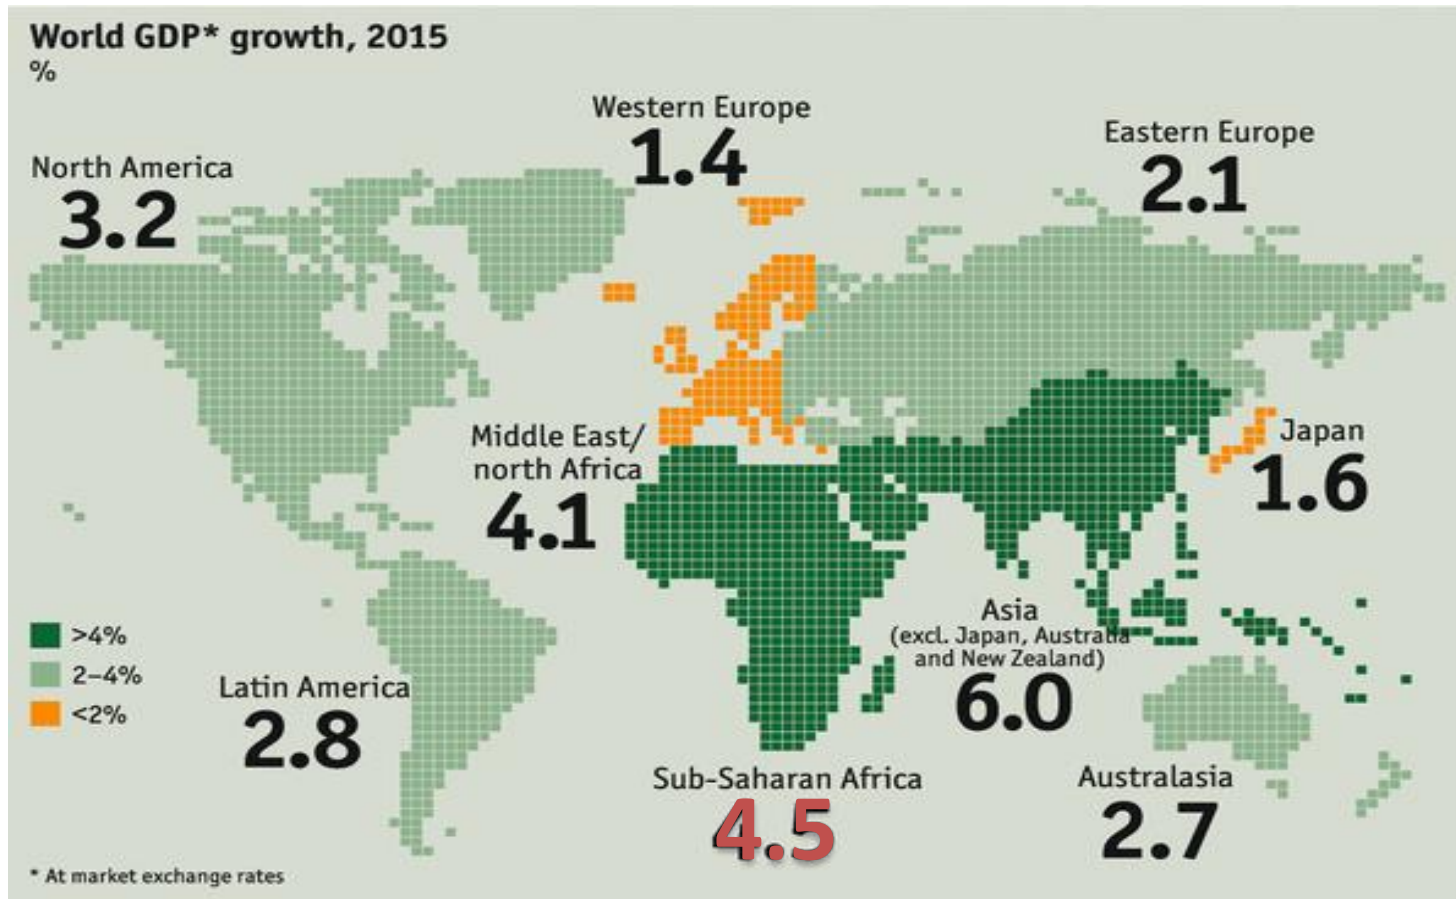 World GDP* growth, 2015
%
Western Europe
1.4
Eastern Europe
2.1
North America
3.2
Middle East/
north Africa
4.1
Japan
1.6
Asia
(excl. Japan, Australia
and New Zealand)
6.0
>4%
2–4%
<2%
Latin America
2.8
Sub-Saharan Africa
4.5
Australasia
2.7
* At market exchange rates